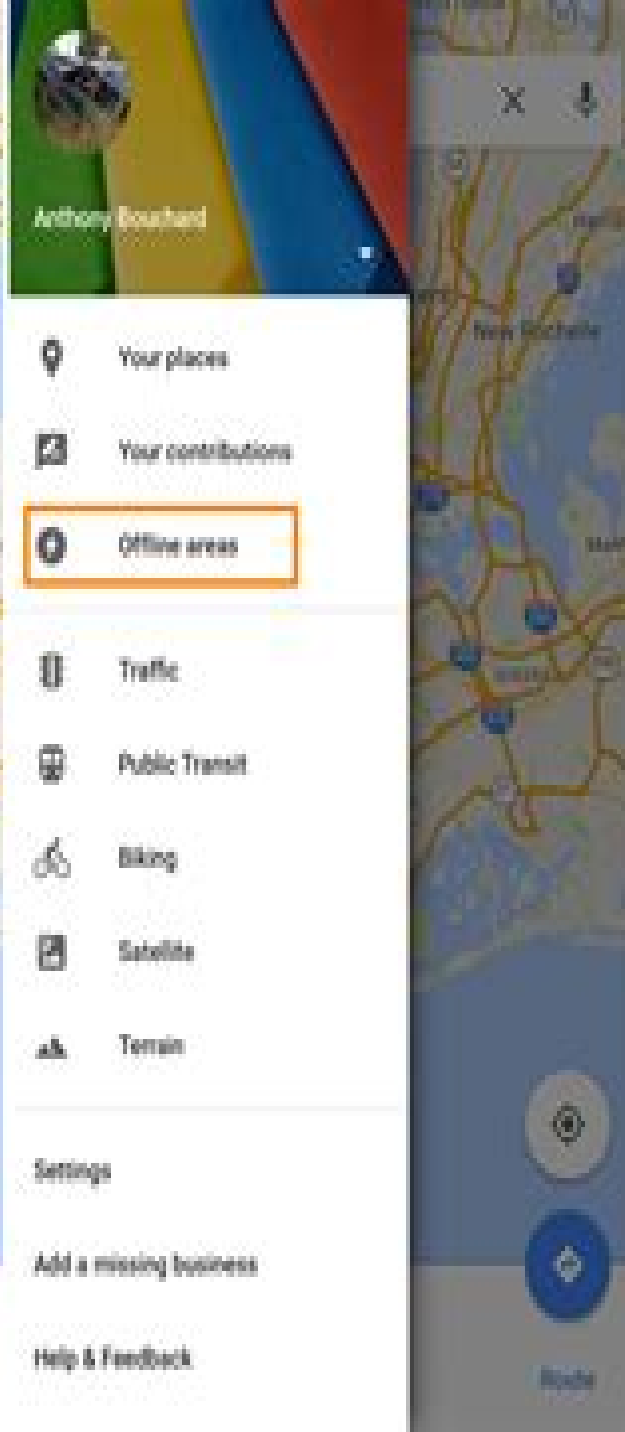 Anthony Bouchard
Your places
Your contributions
Offline areas
Traffic
Public Transit
Biking
Satellite
Terrain
Settings
Add a missing business
Help & Feedback
New Rochelle
Route